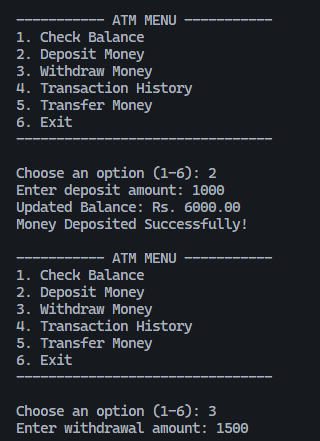 ----------- ATM MENU -----------
1. Check Balance
2. Deposit Money
3. Withdraw Money
4. Transaction History
5. Transfer Money
6. Exit
--------------------------------
Choose an option (1-6): 2
Enter deposit amount: 1000
Updated Balance: Rs. 6000.00
Money Deposited Successfully!
----------- ATM MENU -----------
1. Check Balance
2. Deposit Money
3. Withdraw Money
4. Transaction History
5. Transfer Money
6. Exit
--------------------------------
Choose an option (1-6): 3
Enter withdrawal amount: 1500